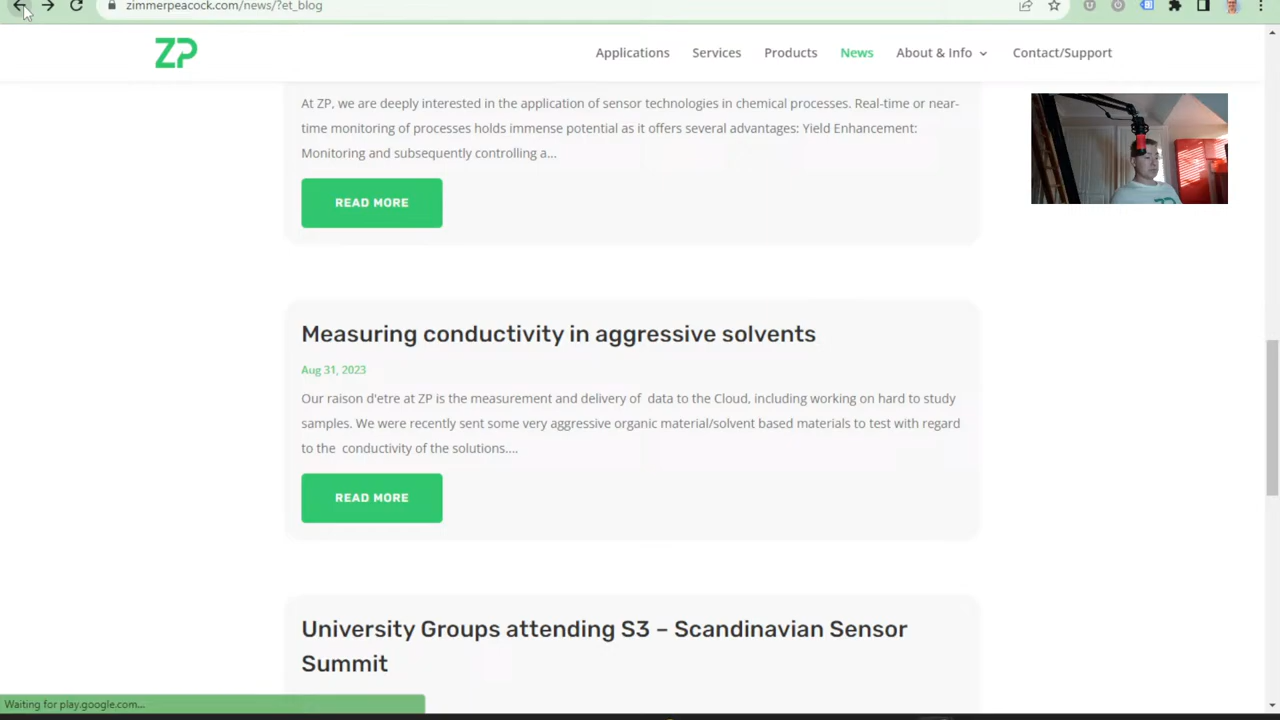 zimmerpeacock.com/news/?et_blog
ZP
Applications
Services
Products
News
About & Info
Contact/Support
At ZP, we are deeply interested in the application of sensor technologies in chemical processes. Real-time or near-
time monitoring of processes holds immense potential as it offers several advantages: Yield Enhancement:
Monitoring and subsequently controlling a...
READ MORE
Measuring conductivity in aggressive solvents
Aug 31, 2023
Our raison d'etre at ZP is the measurement and delivery of data to the Cloud, including working on hard to study
samples. We were recently sent some very aggressive organic material/solvent based materials to test with regard
to the conductivity of the solutions....
READ MORE
University Groups attending S3 – Scandinavian Sensor
Summit
Waiting for play.google.com...